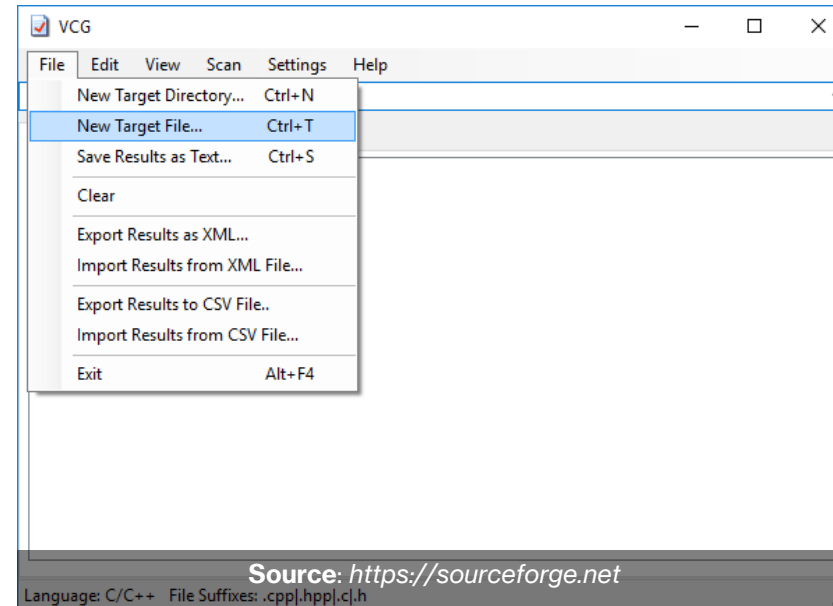 VCG
File Edit View Scan Settings Help
New Target Directory... Ctrl+N
New Target File... Ctrl+T
Save Results as Text... Ctrl+S
Clear
Export Results as XML...
Import Results from XML File...
Export Results to CSV File..
Import Results from CSV File...
Exit Alt+F4
Source: https://sourceforge.net
Language: C/C++ File Suffixes: .cpp|.hpp|.c|.h